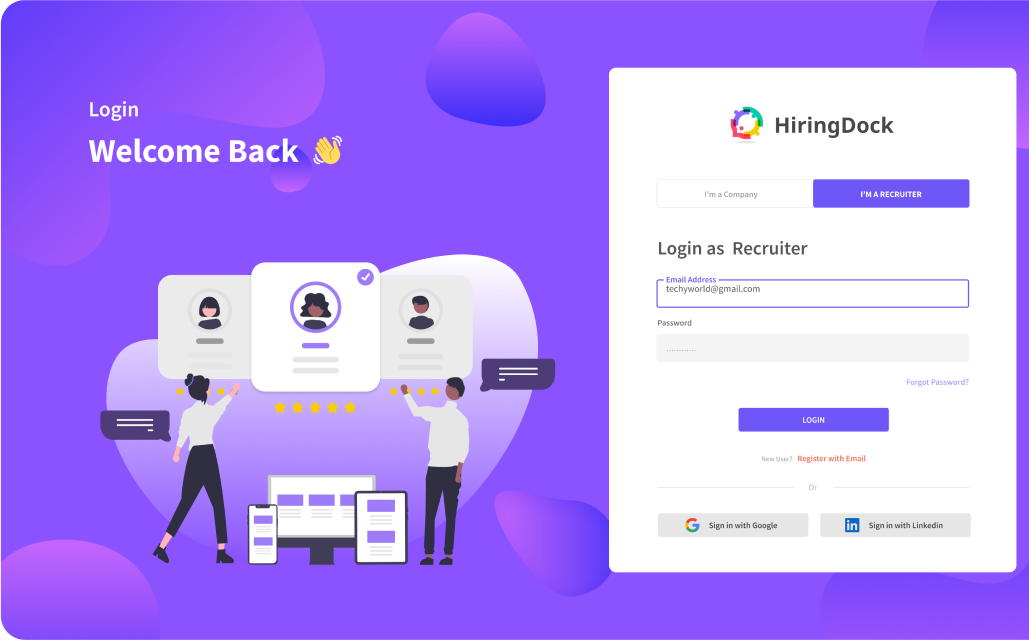 Login
Welcome Back 👋
HiringDock
I'm a Company
I'M A RECRUITER
Login as Recruiter
Email Address
techyworld@gmail.com
Password
............
Forgot Password?
LOGIN
New User? Register with Email
Or
Sign in with Google
in Sign in with Linkedin